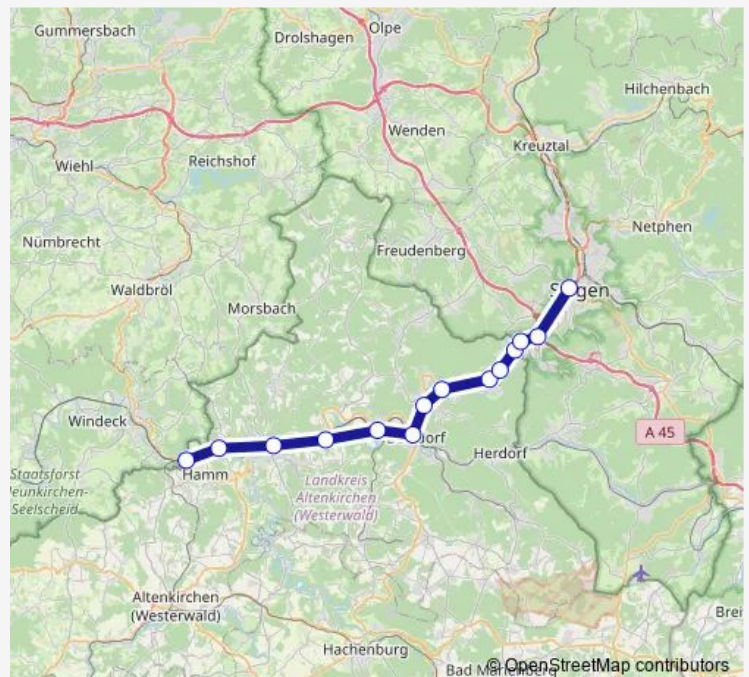 Gummersbach
Drolshagen
Olpe
Hilchenbach
Wenden
Kreuztal
Wiehl
Reichshof
Netphen
Nümbrecht
Freudenberg
Waldbröl
Morsbach
Windeck
A 45
Staatsforst
Seelscheid
Hamm
Herdorf
Landkreis
Altenkirchen
(Westerwald)
Altenkirchen
(Westerwald)
Hachenburg
© OpenStreetMap contributors